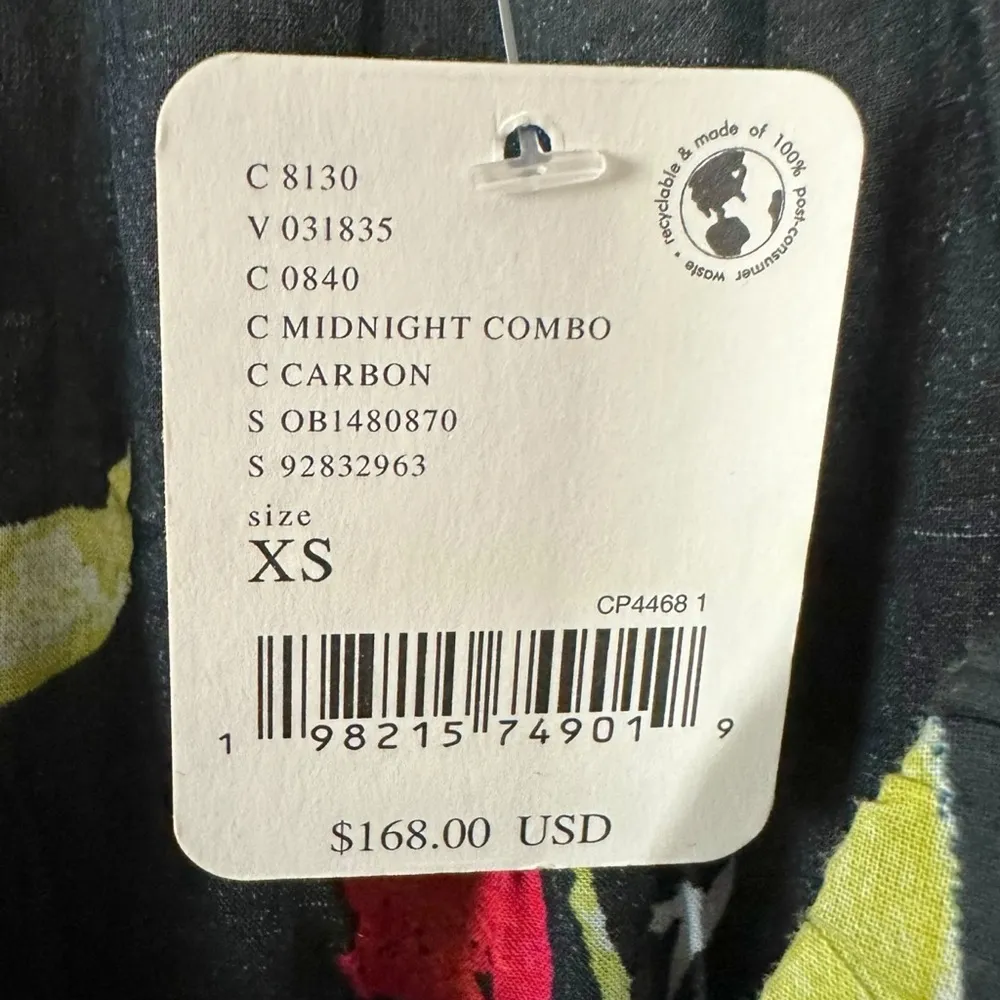 recyclable & made of 100% post-consumer waste •
C 8130
V 031835
C 0840
C MIDNIGHT COMBO
C CARBON
S OB1480870
S 92832963
size
XS
CP4468 1
1 98215 74901 9
$168.00 USD